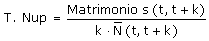 T. Nup = Matrimonio s (t, t + k) / k · N̅ (t, t + k)